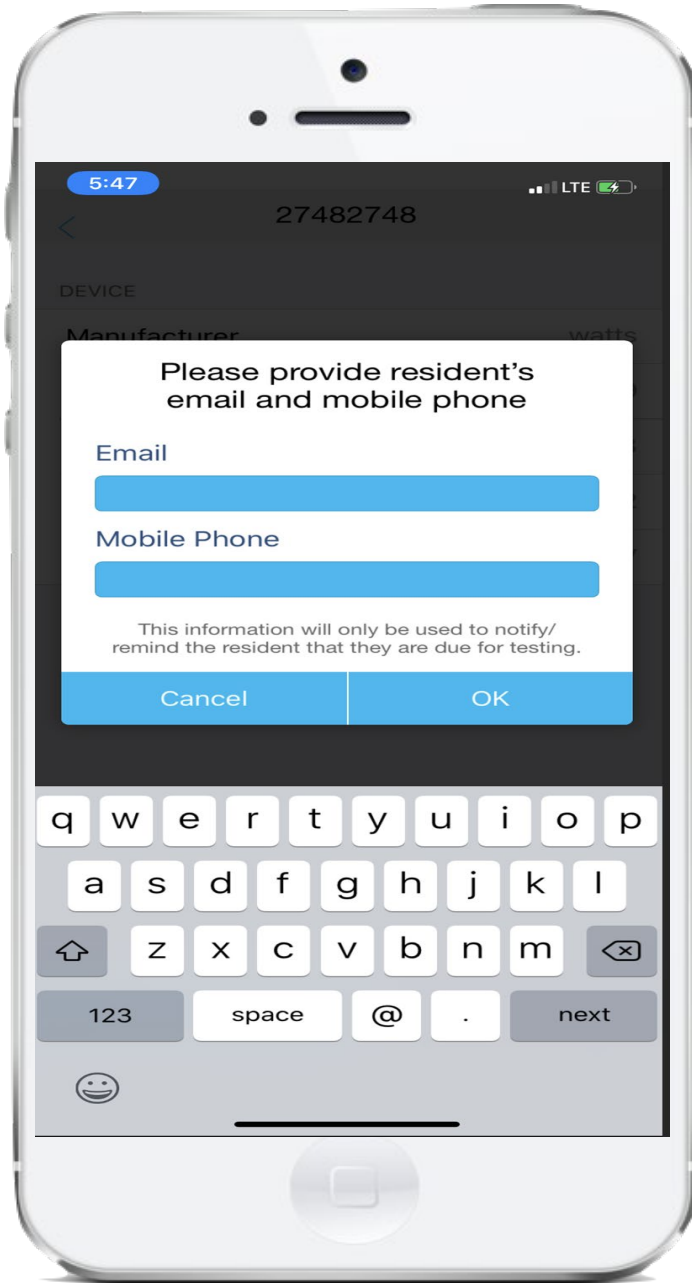 5:47
LTE
27482748
DEVICE
Manufacturer
watts
Please provide resident’s
email and mobile phone
Email
Mobile Phone
This information will only be used to notify/
remind the resident that they are due for testing.
Cancel OK
q w e r t y u i o p
a s d f g h j k l
z x c v b n m
123 space @ . next